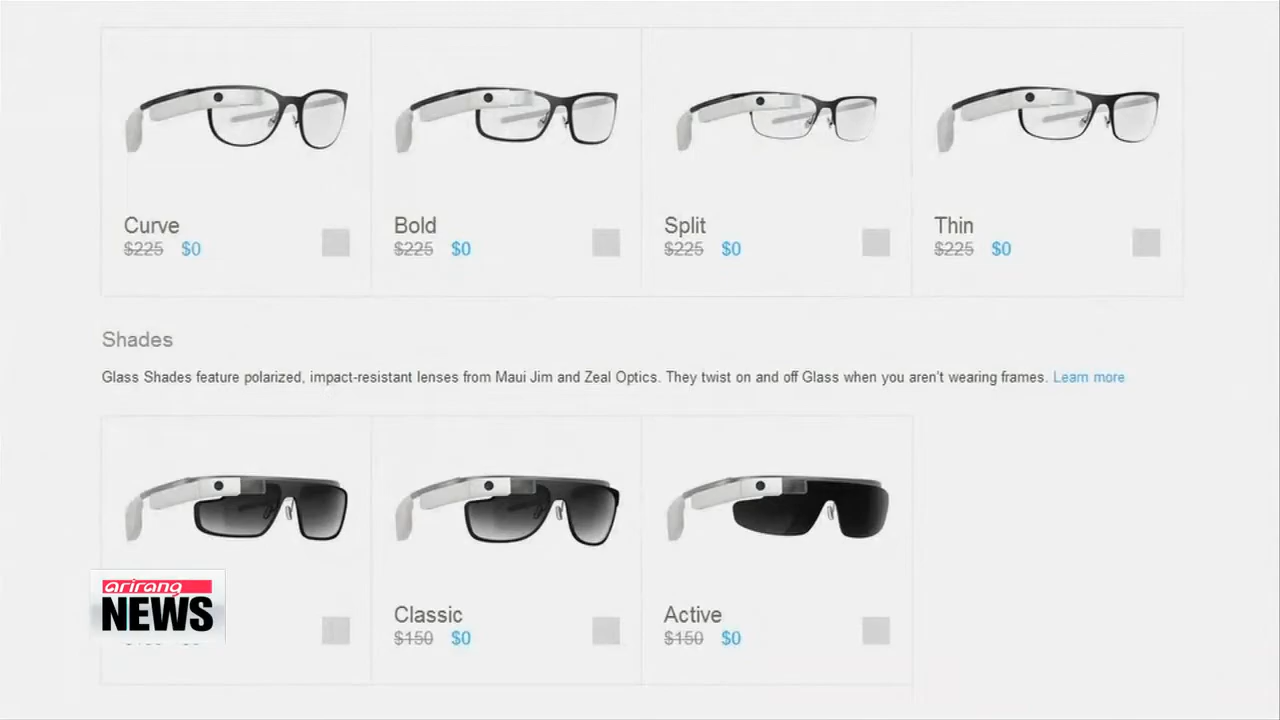 Curve
$225 $0
Bold
$225 $0
Split
$225 $0
Thin
$225 $0
Shades
Glass Shades feature polarized, impact-resistant lenses from Maui Jim and Zeal Optics. They twist on and off Glass when you aren't wearing frames. Learn more
arirang
NEWS
Classic
$150 $0
Active
$150 $0